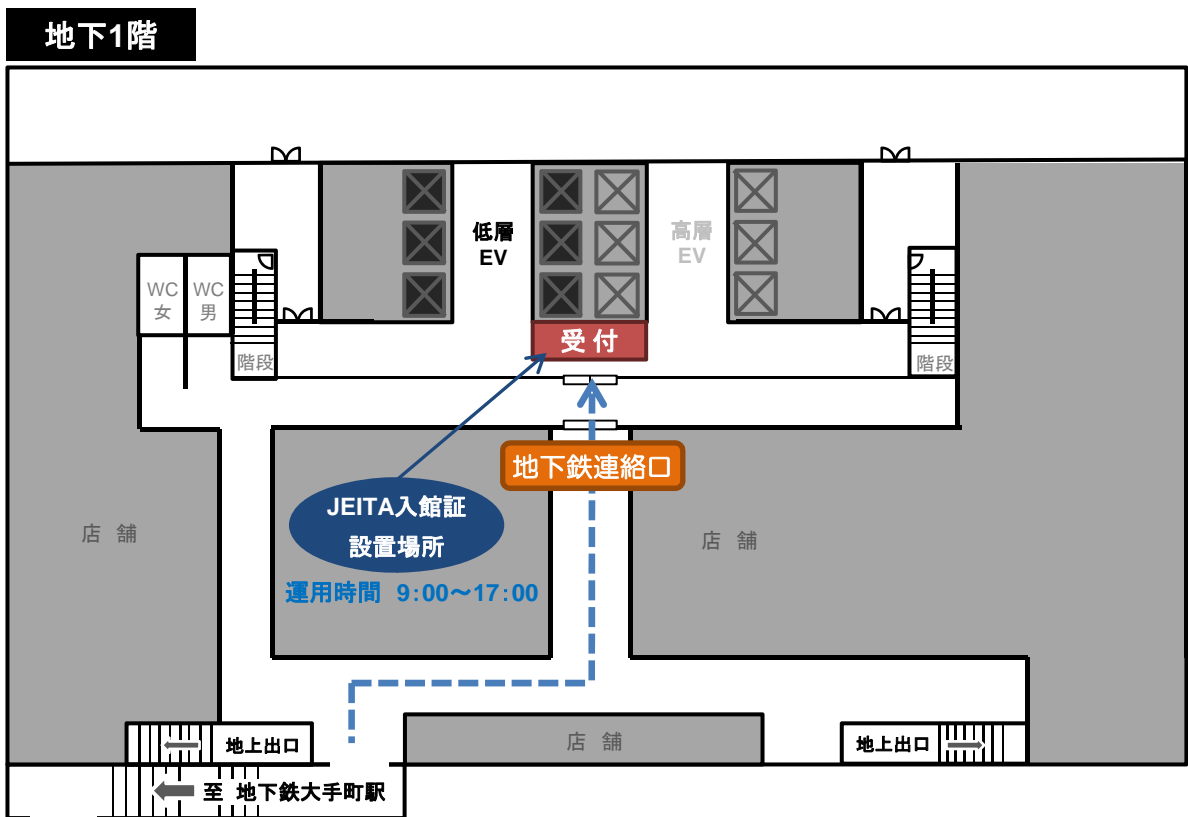 地下1階
低層
EV
高層
EV
WC
女
WC
男
受付
階段
階段
地下鉄連絡口
JEITA入館証
設置場所
店 舗
店 舗
運用時間 9:00～17:00
地上出口
店 舗
地上出口
至 地下鉄大手町駅